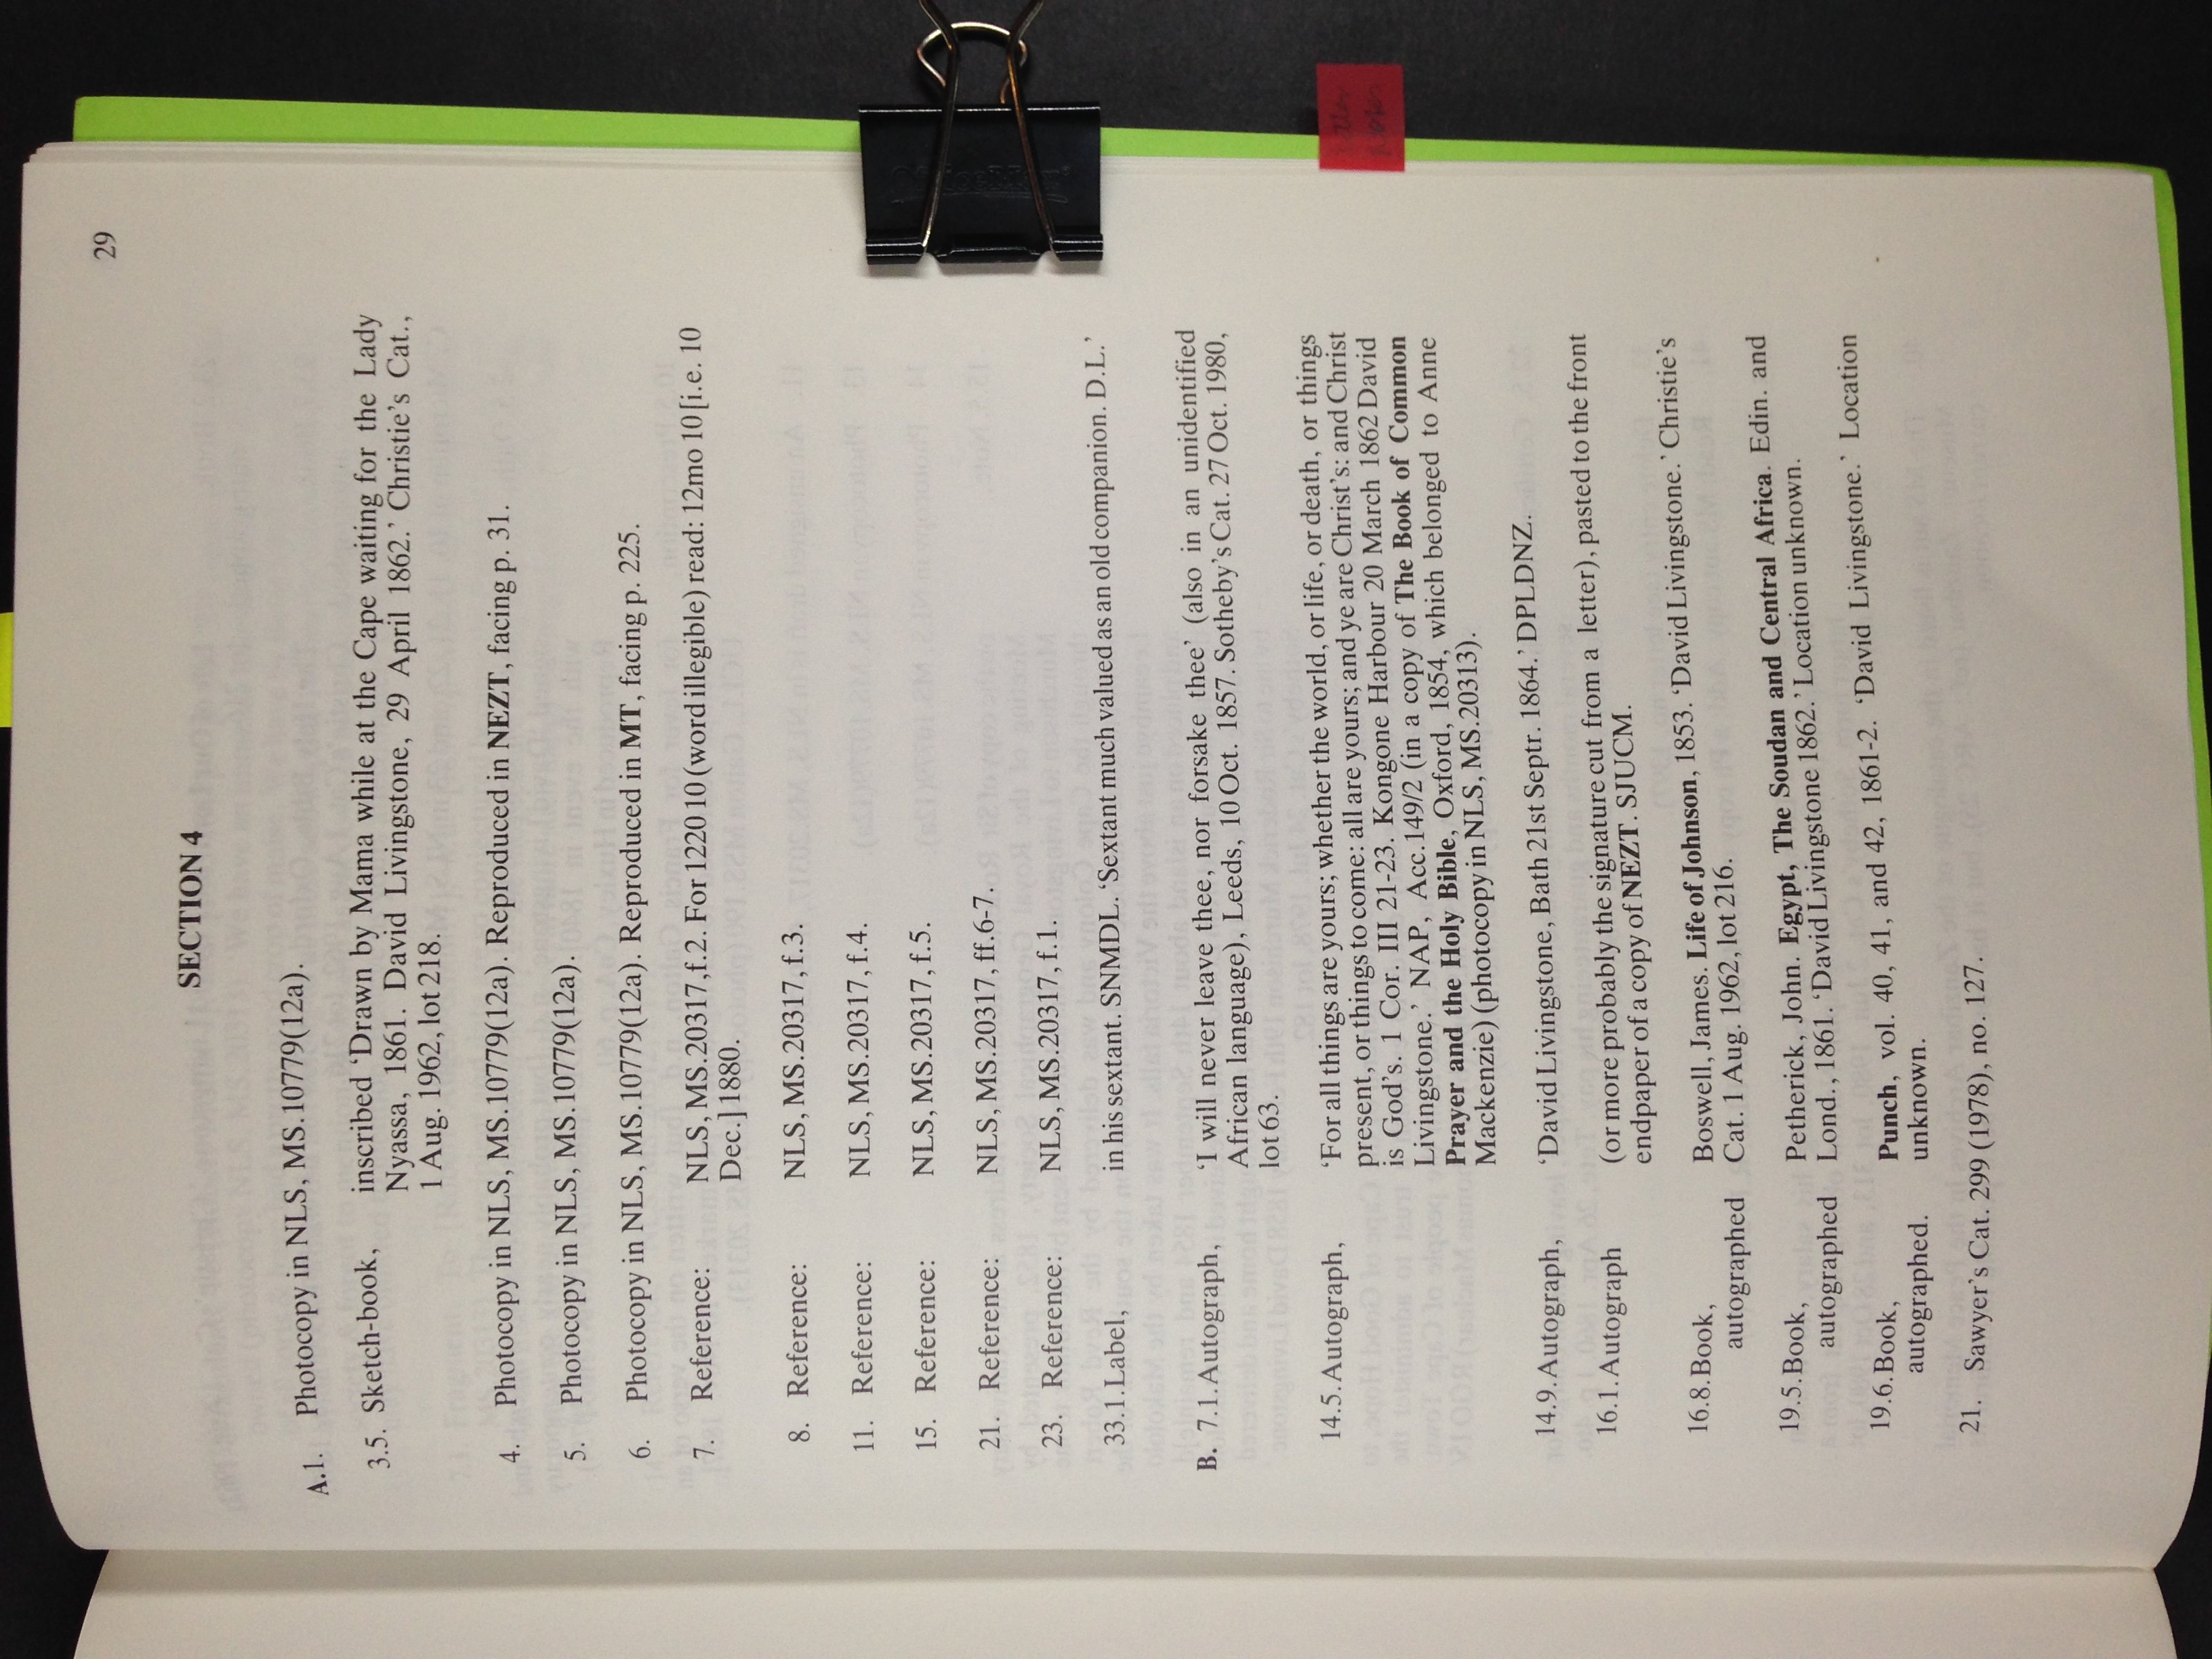 29
SECTION 4
A.1. Photocopy in NLS, MS.10779(12a).
3.5. Sketch-book, inscribed ‘Drawn by Mama while at the Cape waiting for the Lady
Nyassa, 1861. David Livingstone, 29 April 1862.’ Christie’s Cat.,
1 Aug. 1962, lot 218.
4. Photocopy in NLS, MS.10779(12a). Reproduced in NEZT, facing p. 31.
5. Photocopy in NLS, MS.10779(12a).
6. Photocopy in NLS, MS.10779(12a). Reproduced in MT, facing p. 225.
7. Reference: NLS, MS.20317,f.2. For 1220 10 (word illegible) read: 12mo 10 [i.e. 10
Dec.] 1880.
8. Reference: NLS, MS.20317, f.3.
11. Reference: NLS, MS.20317, f.4.
15. Reference: NLS, MS.20317, f.5.
21. Reference: NLS, MS.20317, ff.6-7.
23. Reference: NLS, MS.20317, f.1.
33.1. Label, in his sextant. SNMDL. ‘Sextant much valued as an old companion. D.L.’
B. 7.1. Autograph, ‘I will never leave thee, nor forsake thee’ (also in an unidentified
African language), Leeds, 10 Oct. 1857. Sotheby’s Cat. 27 Oct. 1980,
lot 63.
14.5. Autograph, ‘For all things are yours; whether the world, or life, or death, or things
present, or things to come: all are yours; and ye are Christ’s: and Christ
is God’s. 1 Cor. III 21-23. Kongone Harbour 20 March 1862 David
Livingstone.’ NAP, Acc.149/2 (in a copy of The Book of Common
Prayer and the Holy Bible, Oxford, 1854, which belonged to Anne
Mackenzie) (photocopy in NLS, MS.20313).
14.9. Autograph, ‘David Livingstone, Bath 21st Septr. 1864.’ DPLDNZ.
16.1. Autograph (or more probably the signature cut from a letter), pasted to the front
endpaper of a copy of NEZT. SJUCM.
16.8. Book, Boswell, James. Life of Johnson, 1853. ‘David Livingstone.’ Christie’s
autographed Cat. 1 Aug. 1962, lot 216.
19.5. Book, Petherick, John. Egypt, The Soudan and Central Africa. Edin. and
autographed Lond., 1861. ‘David Livingstone 1862.’ Location unknown.
19.6. Book, Punch, vol. 40, 41, and 42, 1861-2. ‘David Livingstone.’ Location
autographed. unknown.
21. Sawyer’s Cat. 299 (1978), no. 127.